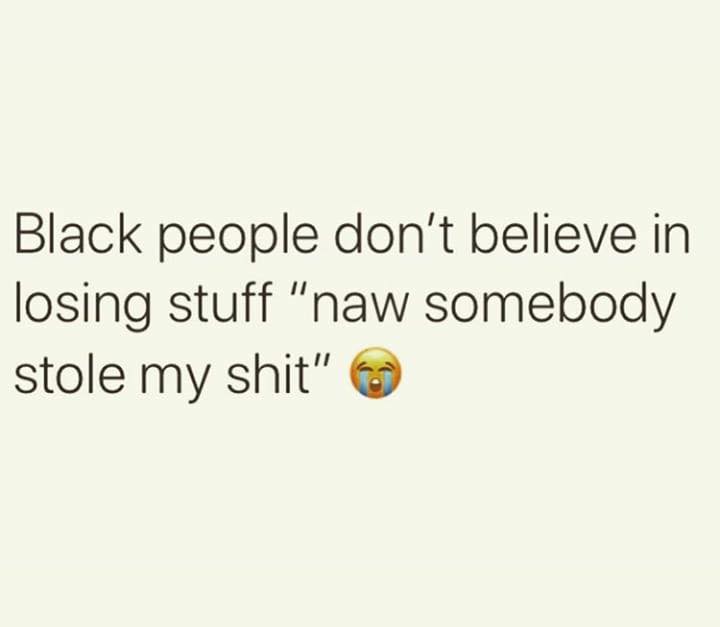 Black people don't believe in
losing stuff "naw somebody
stole my shit" 😭